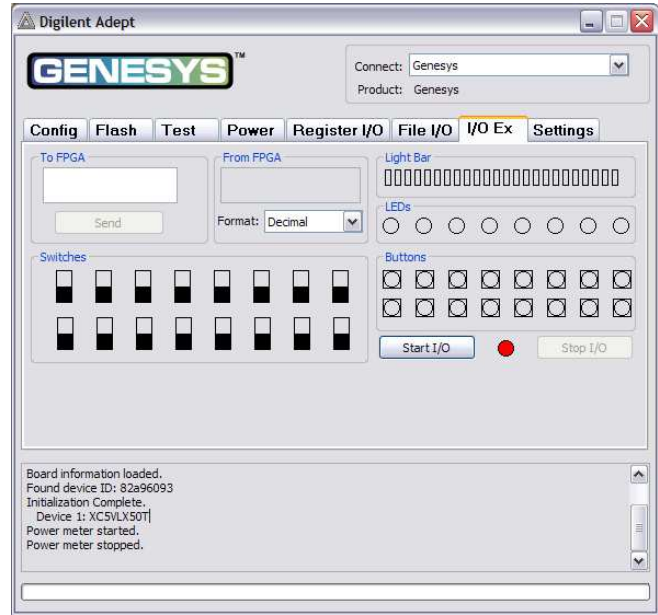 Digilent Adept
GENESYS™
Connect: Genesys
Product: Genesys
Config Flash Test Power Register I/O File I/O I/O Ex Settings
To FPGA
Send
From FPGA
Format: Decimal
Light Bar
LEDs
Switches
Buttons
Start I/O
Stop I/O
Board information loaded.
Found device ID: 82a96093
Initialization Complete.
Device 1: XC5VLX50T
Power meter started.
Power meter stopped.